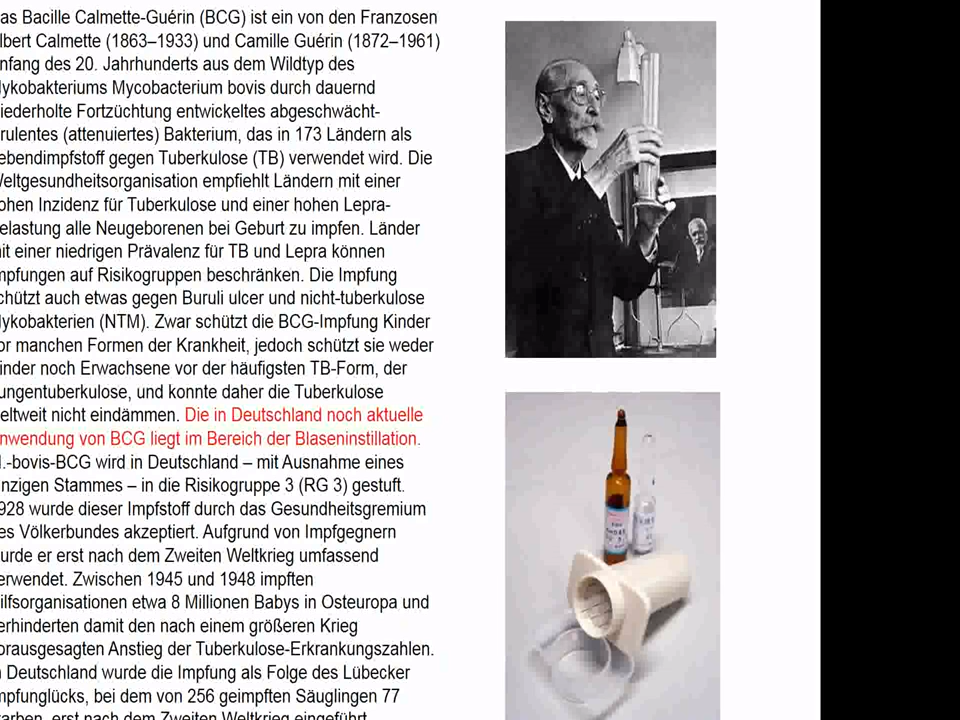 as Bacille Calmette-Guérin (BCG) ist ein von den Franzosen
lbert Calmette (1863–1933) und Camille Guérin (1872–1961)
nfang des 20. Jahrhunderts aus dem Wildtyp des
ykobakteriums Mycobacterium bovis durch dauernd
iederholte Fortzüchtung entwickeltes abgeschwächt-
rulentes (attenuiertes) Bakterium, das in 173 Ländern als
ebendimpfstoff gegen Tuberkulose (TB) verwendet wird. Die
eltgesundheitsorganisation empfiehlt Ländern mit einer
ohen Inzidenz für Tuberkulose und einer hohen Lepra-
elastung alle Neugeborenen bei Geburt zu impfen. Länder
it einer niedrigen Prävalenz für TB und Lepra können
mpfungen auf Risikogruppen beschränken. Die Impfung
chützt auch etwas gegen Buruli ulcer und nicht-tuberkulose
ykobakterien (NTM). Zwar schützt die BCG-Impfung Kinder
or manchen Formen der Krankheit, jedoch schützt sie weder
inder noch Erwachsene vor der häufigsten TB-Form, der
ungentuberkulose, und konnte daher die Tuberkulose
eltweit nicht eindämmen. Die in Deutschland noch aktuelle
nwendung von BCG liegt im Bereich der Blaseninstillation.
.-bovis-BCG wird in Deutschland – mit Ausnahme eines
inzigen Stammes – in die Risikogruppe 3 (RG 3) gestuft.
928 wurde dieser Impfstoff durch das Gesundheitsgremium
es Völkerbundes akzeptiert. Aufgrund von Impfgegnern
urde er erst nach dem Zweiten Weltkrieg umfassend
erwendet. Zwischen 1945 und 1948 impften
ilfsorganisationen etwa 8 Millionen Babys in Osteuropa und
erhinderten damit den nach einem größeren Krieg
orausgesagten Anstieg der Tuberkulose-Erkrankungszahlen.
Deutschland wurde die Impfung als Folge des Lübecker
mpfunglücks, bei dem von 256 geimpften Säuglingen 77
arben, erst nach dem Zweiten Weltkrieg eingeführt.